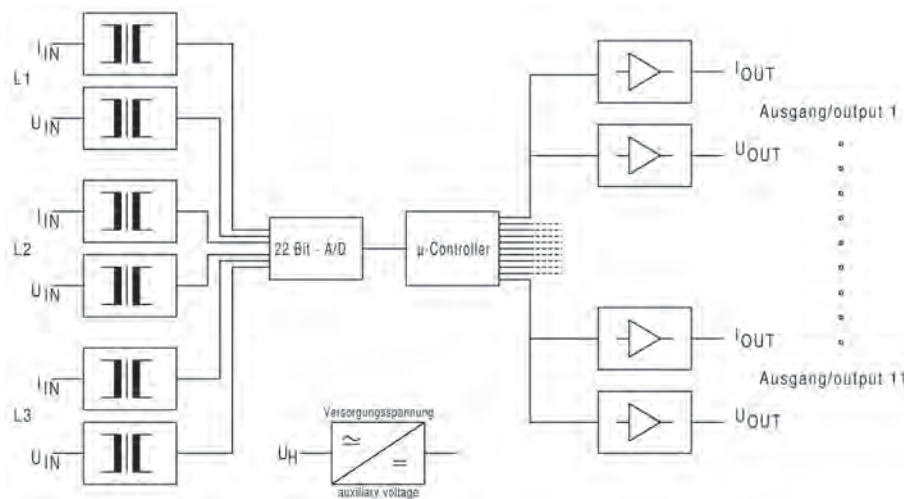 I IN
L1
U IN
I IN
L2
U IN
I IN
L3
U IN
22 Bit - A/D
µ-Controller
Versorgungsspannung
U H
auxiliary voltage
I OUT
Ausgang/output 1
U OUT
I OUT
Ausgang/output 11
U OUT